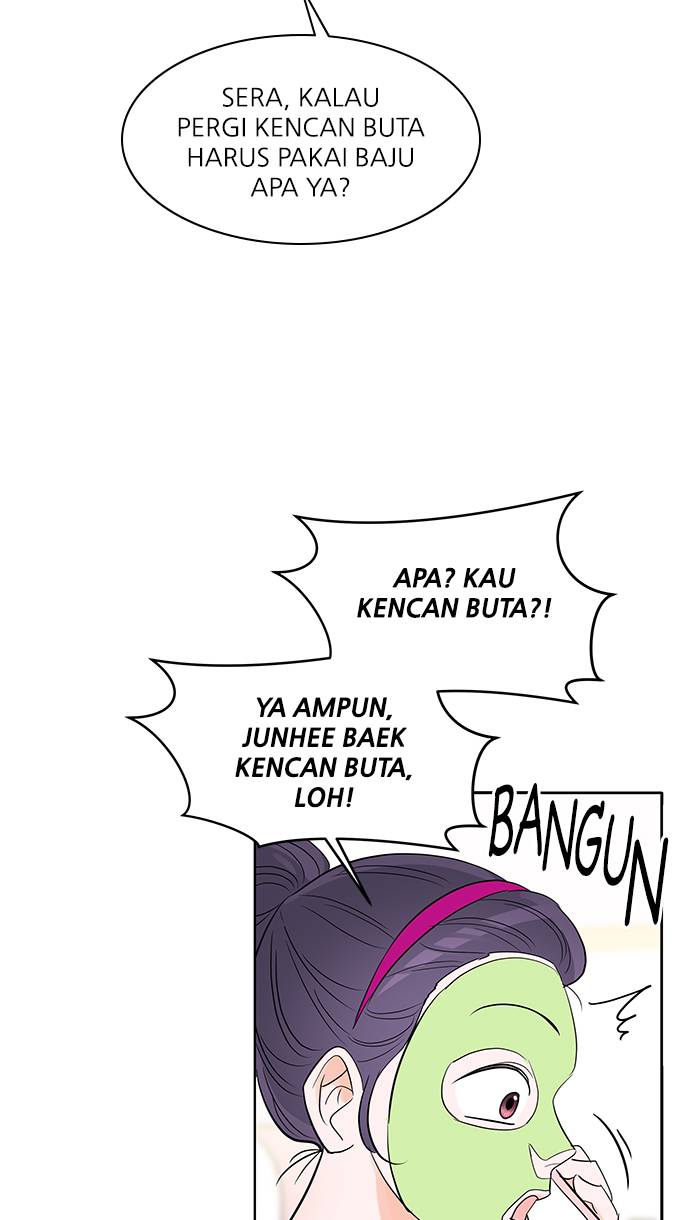 SERA, KALAU
PERGI KENCAN BUTA
HARUS PAKAI BAJU
APA YA?
APA? KAU
KENCAN BUTA?!
YA AMPUN,
JUNHEE BAEK
KENCAN BUTA,
LOH!
BANGUN